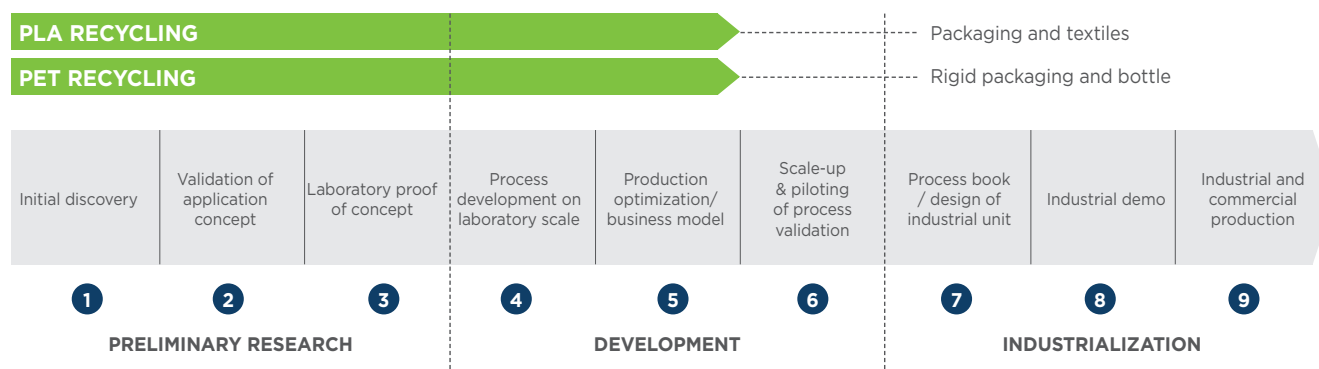 PLA RECYCLING
Packaging and textiles
PET RECYCLING
Rigid packaging and bottle
Initial discovery
Validation of
application
concept
Laboratory proof
of concept
Process
development on
laboratory scale
Production
optimization/
business model
Scale-up
& piloting
of process
validation
Process book
/ design of
industrial unit
Industrial demo
Industrial and
commercial
production
1
2
3
4
5
6
7
8
9
PRELIMINARY RESEARCH
DEVELOPMENT
INDUSTRIALIZATION